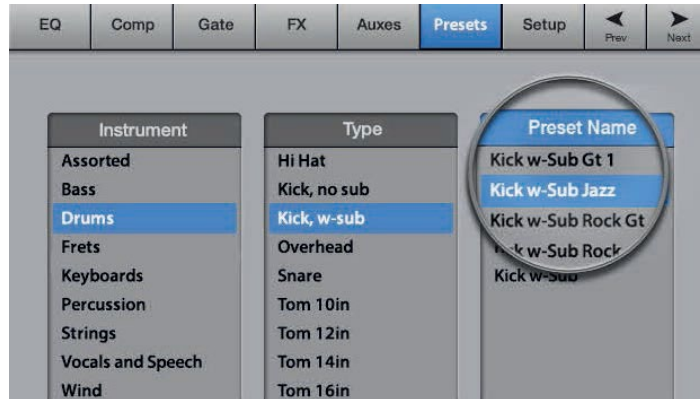 EQ
Comp
Gate
FX
Auxes
Presets
Setup
Prev
Next
Instrument
Assorted
Bass
Drums
Frets
Keyboards
Percussion
Strings
Vocals and Speech
Wind
Type
Hi Hat
Kick, no sub
Kick, w-sub
Overhead
Snare
Tom 10in
Tom 12in
Tom 14in
Tom 16in
Preset Name
Kick w-Sub Gt 1
Kick w-Sub Jazz
Kick w-Sub Rock Gt
Kick w-Sub Rock
Kick w-Sub